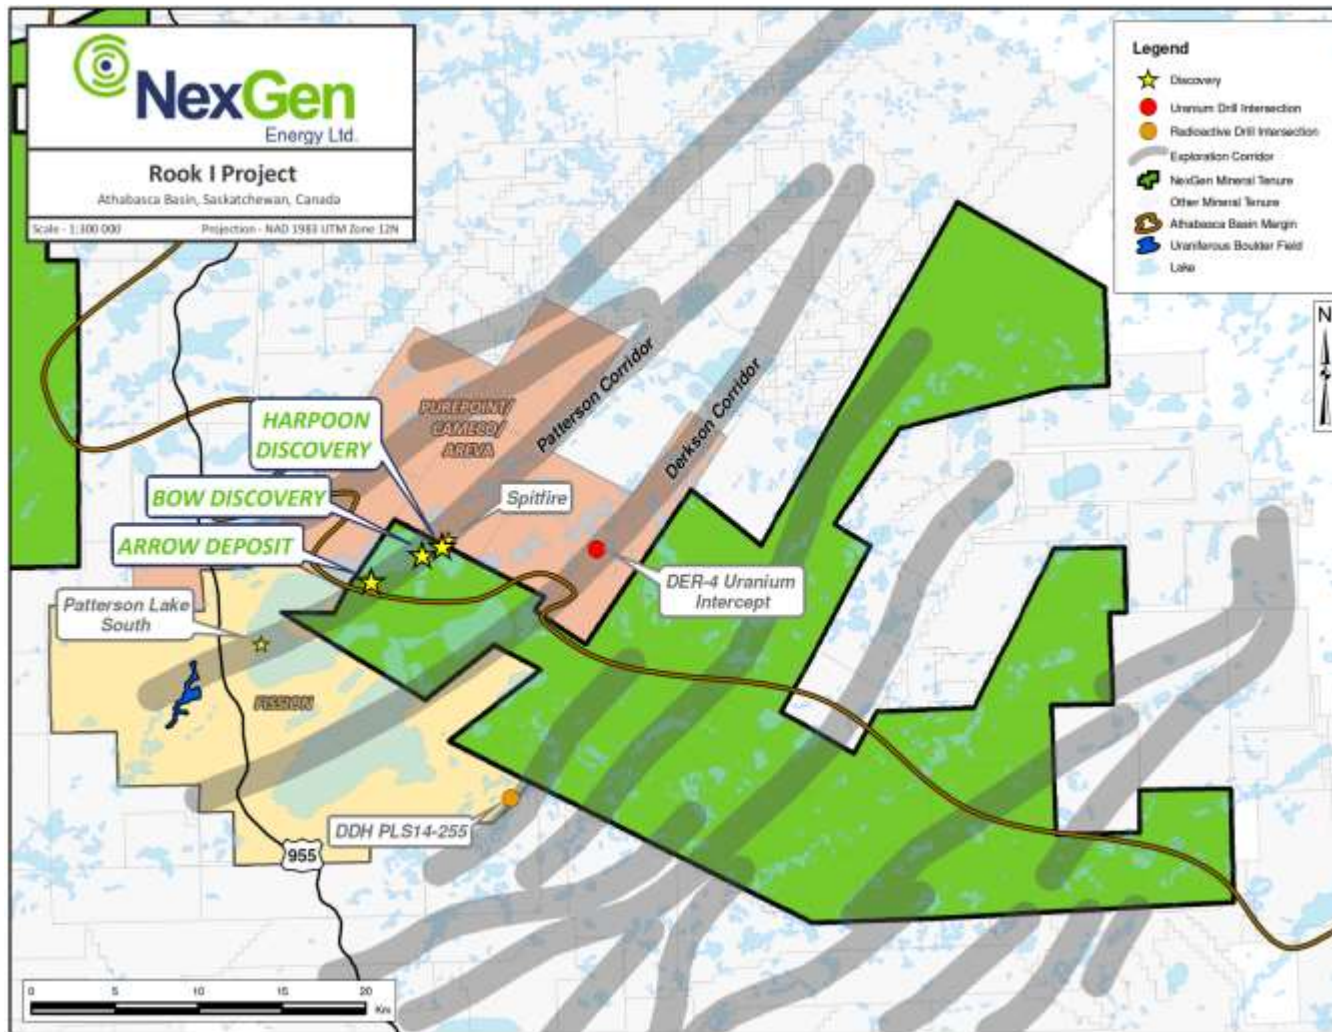 NexGen
Energy Ltd.
Rook I Project
Athabasca Basin, Saskatchewan, Canada
Scale - 1:300 000 Projection - NAD 1983 UTM Zone 12N
Legend
Discovery
Uranium Drill Intersection
Radioactive Drill Intersection
Exploration Corridor
NexGen Mineral Tenure
Other Mineral Tenure
Athabasca Basin Margin
Uraniferous Boulder Field
Lake
N
PUREPOINT/
CAMECO/
AREVA
Patterson Corridor
Derkson Corridor
HARPOON
DISCOVERY
BOW DISCOVERY
Spitfire
ARROW DEPOSIT
DER-4 Uranium
Intercept
Patterson Lake
South
FISSION
DDH PLS14-255
955
0 5 10 15 20
Km